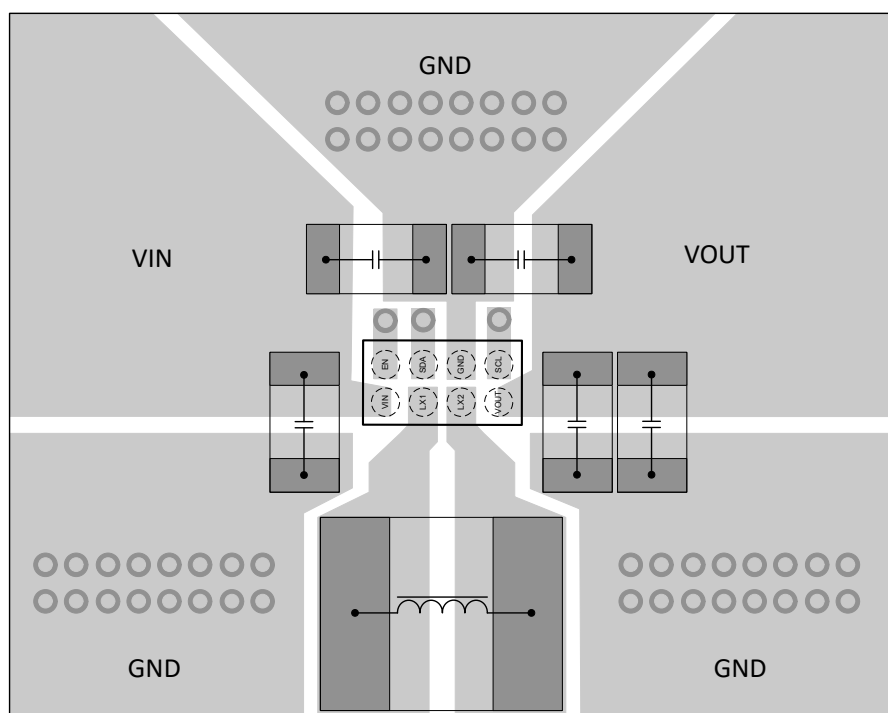 GND
VIN
VOUT
EN
SDA
GND
SCL
VIN
LX1
LX2
VOUT
GND
GND